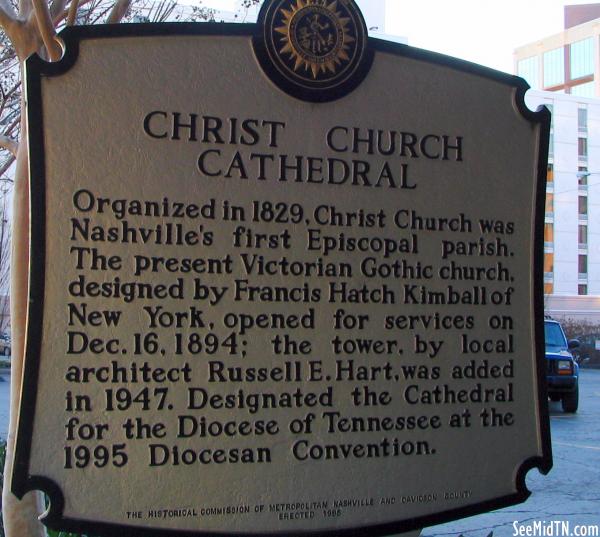 CHRIST CHURCH
CATHEDRAL
Organized in 1829, Christ Church was
Nashville's first Episcopal parish.
The present Victorian Gothic church,
designed by Francis Hatch Kimball of
New York, opened for services on
Dec. 16, 1894; the tower, by local
architect Russell E. Hart, was added
in 1947. Designated the Cathedral
for the Diocese of Tennessee at the
1995 Diocesan Convention.
THE HISTORICAL COMMISSION OF METROPOLITAN NASHVILLE AND DAVIDSON COUNTY
ERECTED
SeeMidTN.com